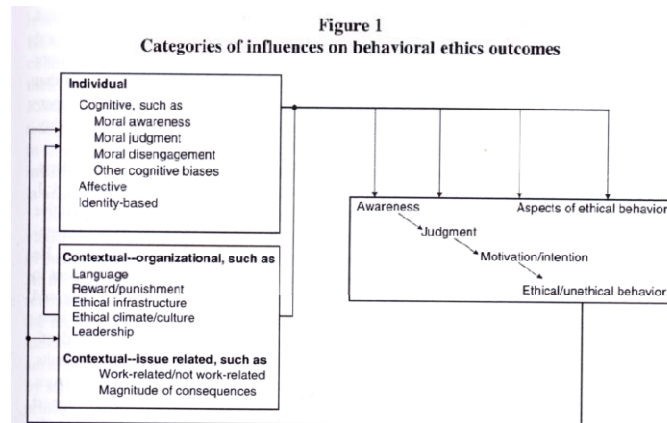 Figure 1
Categories of influences on behavioral ethics outcomes
Individual
Cognitive, such as
Moral awareness
Moral judgment
Moral disengagement
Other cognitive biases
Affective
Identity-based
Contextual--organizational, such as
Language
Reward/punishment
Ethical infrastructure
Ethical climate/culture
Leadership
Contextual--issue related, such as
Work-related/not work-related
Magnitude of consequences
Awareness
Aspects of ethical behavior
Judgment
Motivation/intention
Ethical/unethical behavior